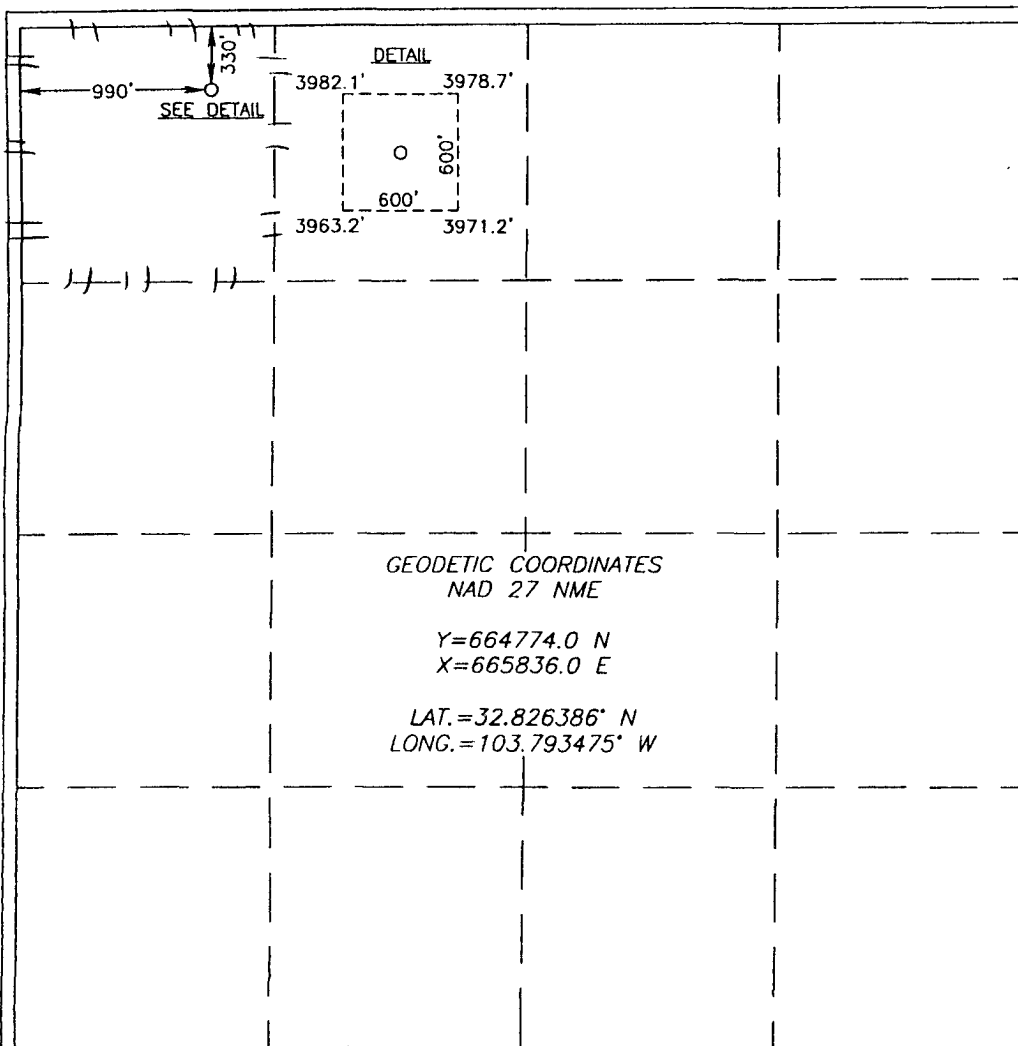 330'
990'
SEE DETAIL
DETAIL
3982.1' 3978.7'
600'
600'
3963.2' 3971.2'
GEODETIC COORDINATES
NAD 27 NME
Y=664774.0 N
X=665836.0 E
LAT.=32.826386° N
LONG.=103.793475° W